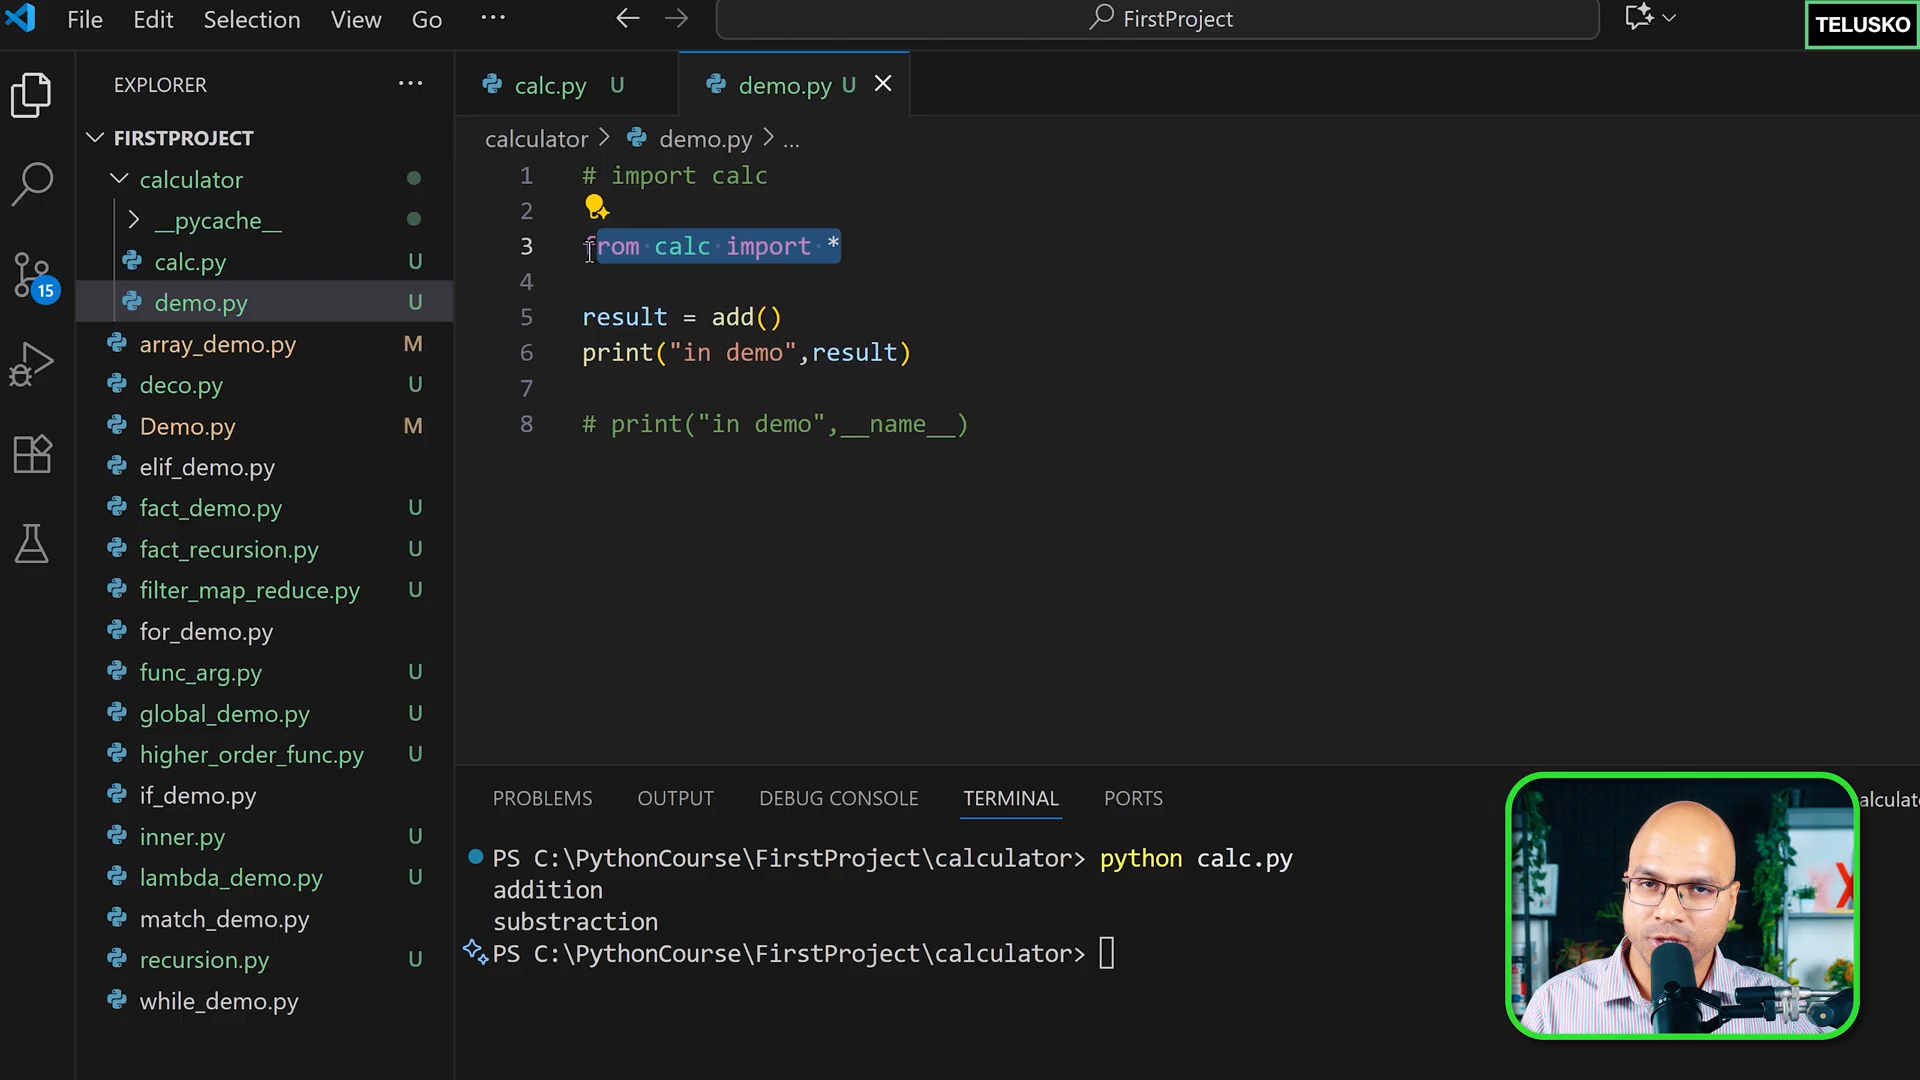 File Edit Selection View Go ...
FirstProject
TELUSKO
EXPLORER ...
FIRSTPROJECT
calculator
__pycache__
calc.py U
demo.py U
array_demo.py M
deco.py U
Demo.py M
elif_demo.py
fact_demo.py U
fact_recursion.py U
filter_map_reduce.py U
for_demo.py
func_arg.py U
global_demo.py U
higher_order_func.py U
if_demo.py
inner.py U
lambda_demo.py U
match_demo.py
recursion.py U
while_demo.py
15
calc.py U
demo.py U
calculator > demo.py > ...
1 # import calc
2
3 from calc import *
4
5 result = add()
6 print("in demo",result)
7
8 # print("in demo",__name__)
PROBLEMS OUTPUT DEBUG CONSOLE TERMINAL PORTS
alculat
PS C:\PythonCourse\FirstProject\calculator> python calc.py
addition
substraction
PS C:\PythonCourse\FirstProject\calculator>